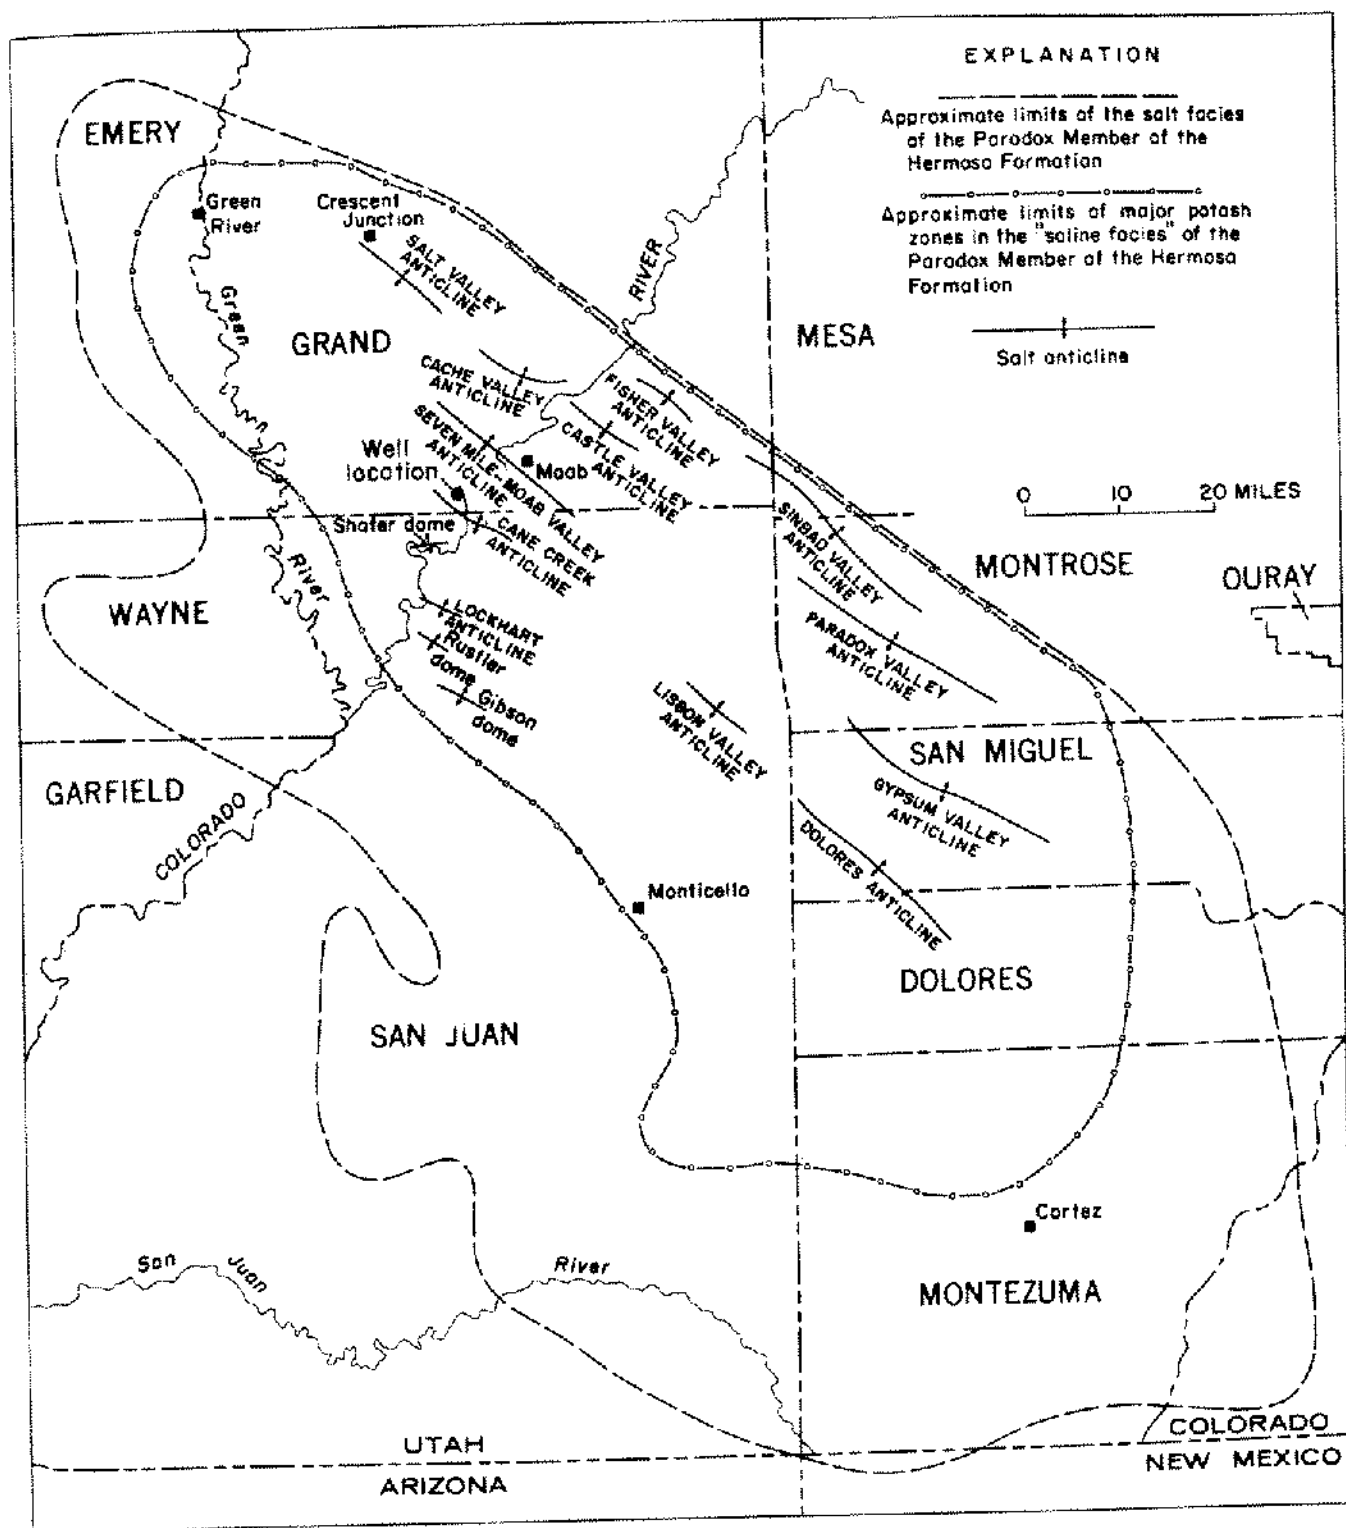 EXPLANATION
Approximate limits of the salt facies
of the Paradox Member of the
Hermosa Formation
Approximate limits of major potash
zones in the "saline facies" of the
Paradox Member of the Hermosa
Formation
Salt anticline
EMERY
Green
River
Crescent
Junction
SALT VALLEY
ANTICLINE
RIVER
Green
GRAND
MESA
CACHE VALLEY
ANTICLINE
FISHER VALLEY
ANTICLINE
SEVEN MILE-MOAB VALLEY
ANTICLINE
CASTLE VALLEY
ANTICLINE
Well
location
Moab
0 10 20 MILES
Shafer dome
CANE CREEK
ANTICLINE
SINBAD VALLEY
ANTICLINE
MONTROSE
OURAY
River
WAYNE
LOCKHART
ANTICLINE
Rustler
dome
Gibson
dome
PARADOX VALLEY
ANTICLINE
LISBON VALLEY
ANTICLINE
SAN MIGUEL
GARFIELD
COLORADO
GYPSUM VALLEY
ANTICLINE
DOLORES ANTICLINE
Monticello
DOLORES
SAN JUAN
Cortez
San Juan River
MONTEZUMA
UTAH
ARIZONA
COLORADO
NEW MEXICO